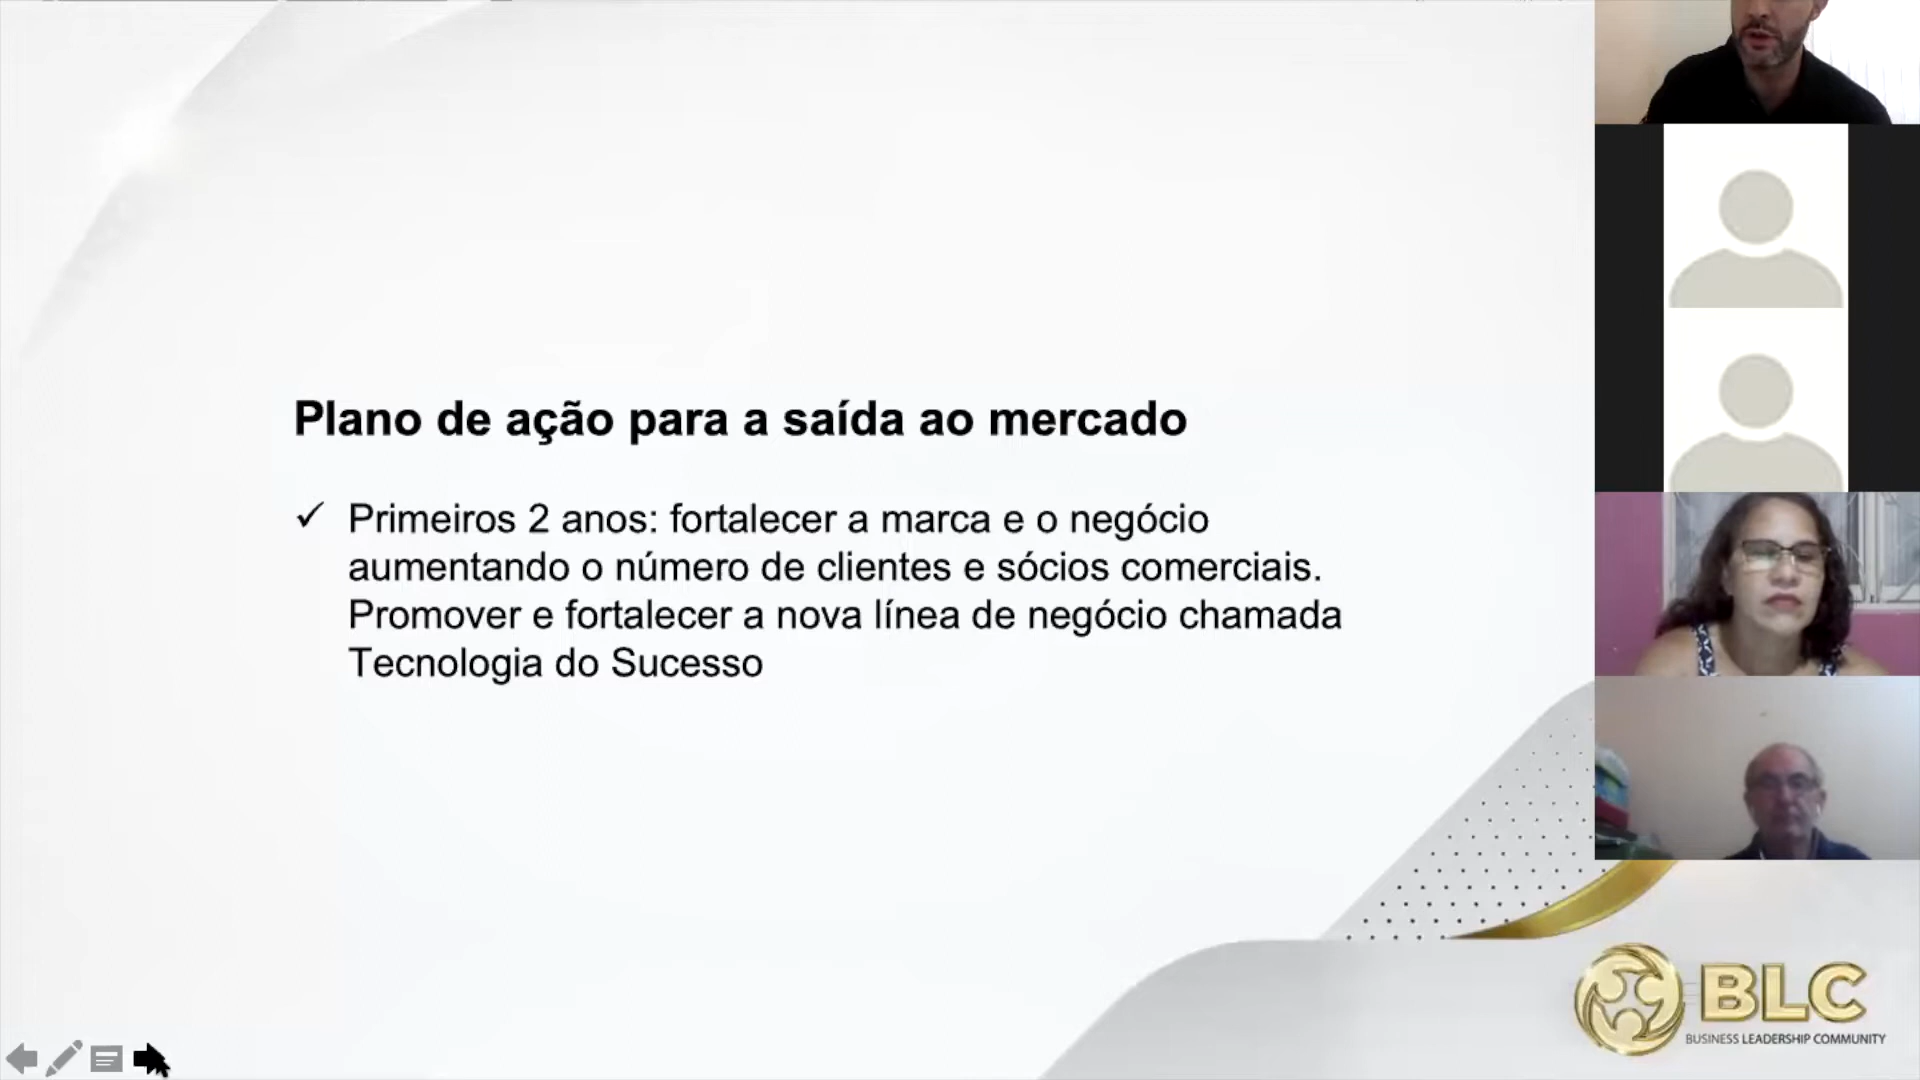 Plano de ação para a saída ao mercado
✓ Primeiros 2 anos: fortalecer a marca e o negócio
aumentando o número de clientes e sócios comerciais.
Promover e fortalecer a nova línea de negócio chamada
Tecnologia do Sucesso
BLC
BUSINESS LEADERSHIP COMMUNITY